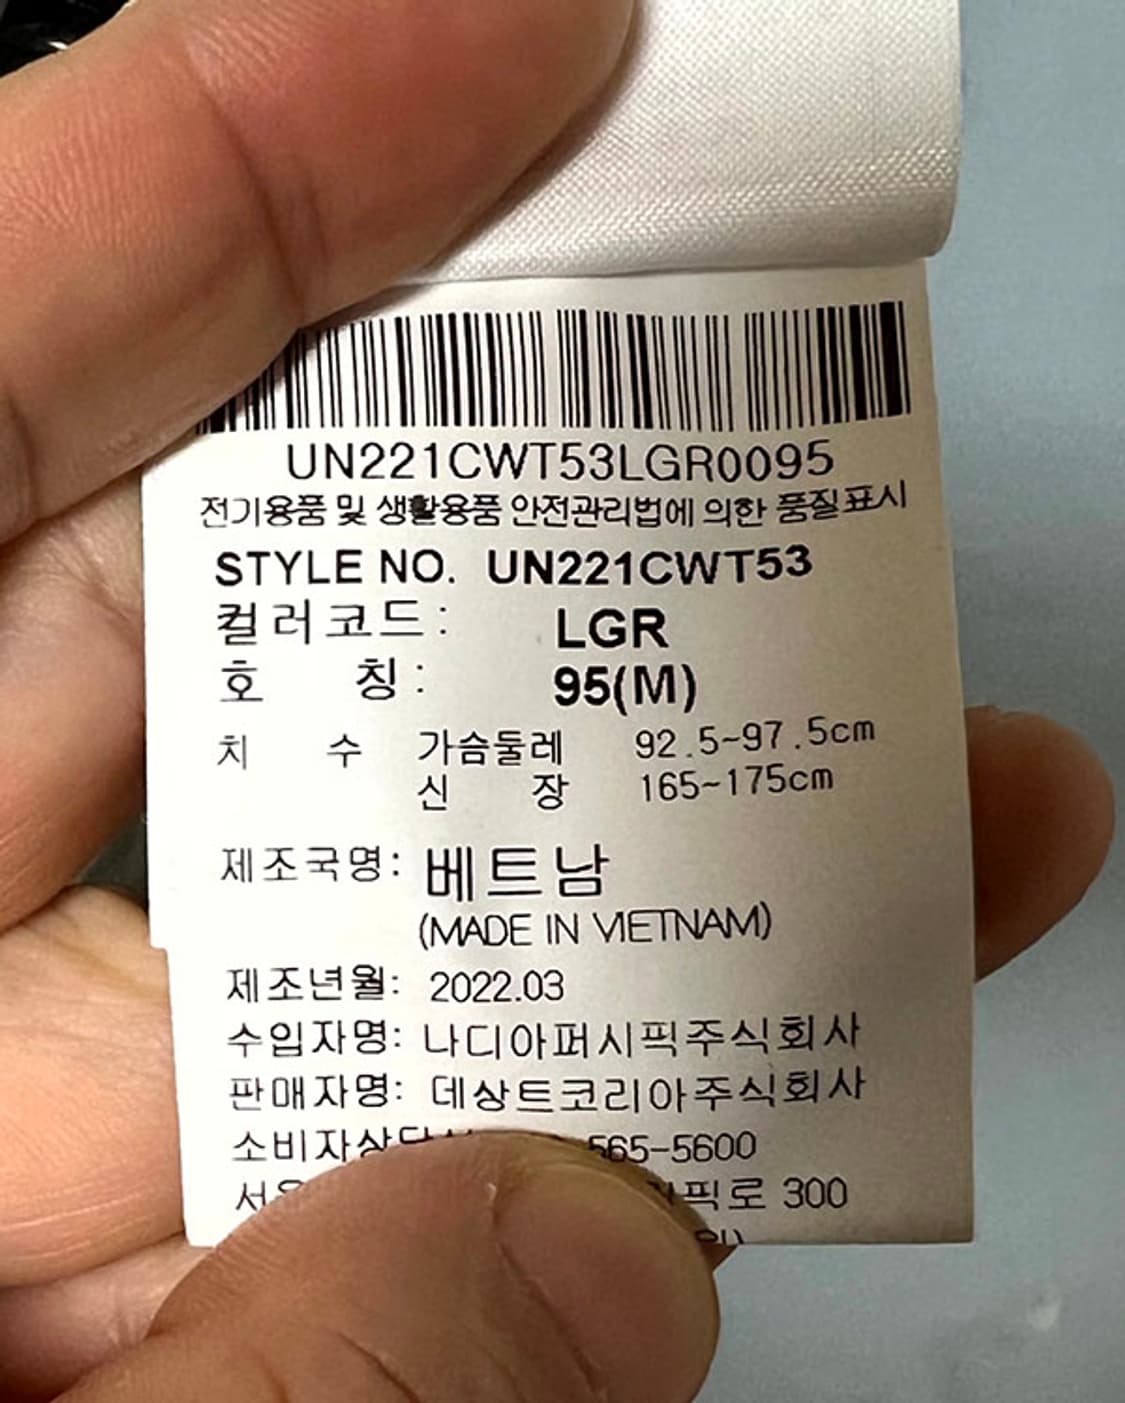 UN221CWT53LGR0095
전기용품 및 생활용품 안전관리법에 의한 품질표시
STYLE NO. UN221CWT53
컬러코드: LGR
호 칭: 95(M)
치 수 가슴둘레 92.5~97.5cm
신 장 165~175cm
제조국명: 베트남
(MADE IN VIETNAM)
제조년월: 2022.03
수입자명: 나디아퍼시픽주식회사
판매자명: 데상트코리아주식회사
565-5600
300